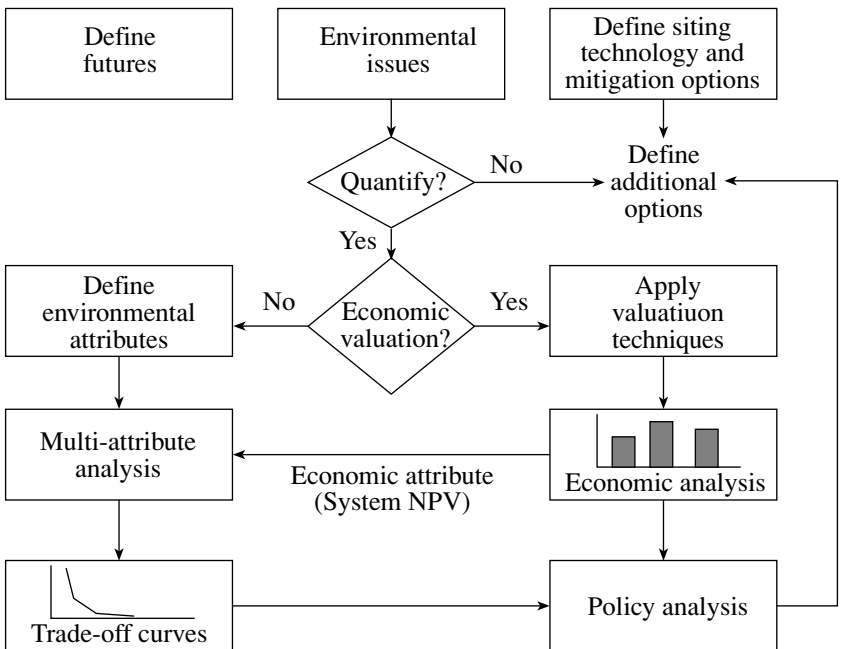 Define
futures
Environmental
issues
Define siting
technology and
mitigation options
Quantify?
No
Define
additional
options
Yes
Define
environmental
attributes
No
Economic
valuation?
Yes
Apply
valuatiuon
techniques
Multi-attribute
analysis
Economic attribute
(System NPV)
Economic analysis
Trade-off curves
Policy analysis